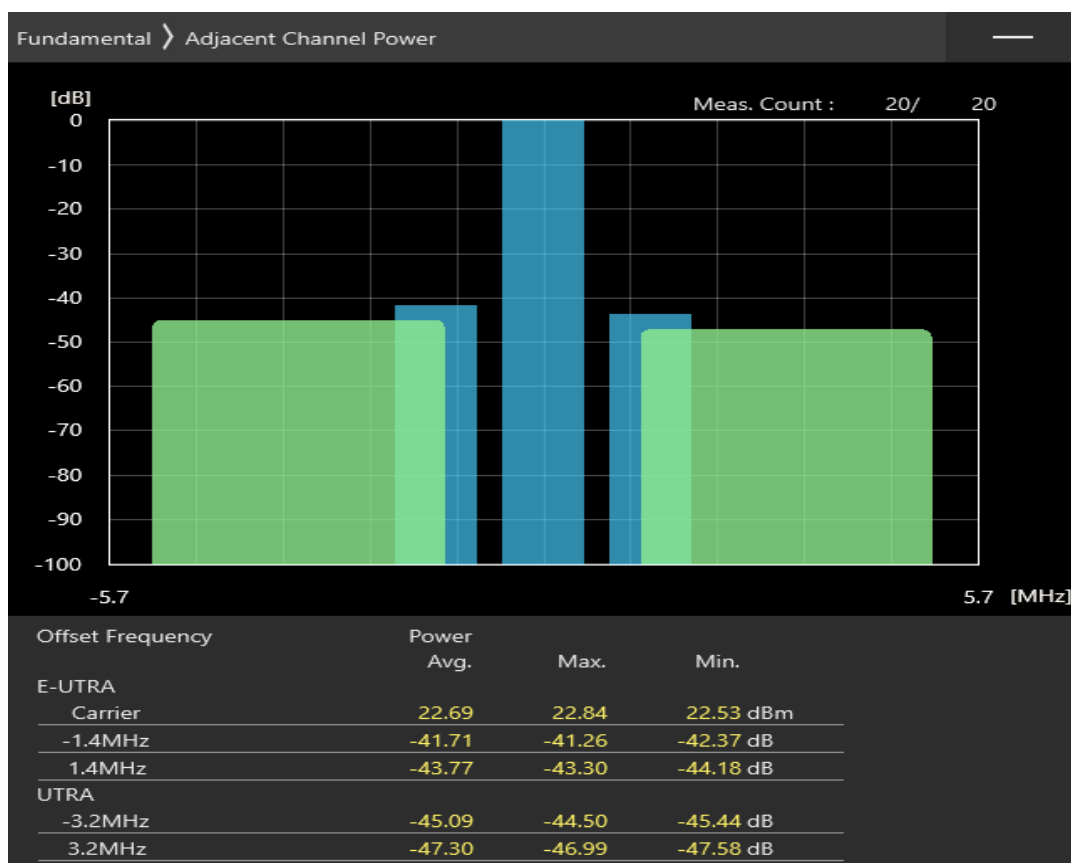 Fundamental 〉 Adjacent Channel Power
[dB]
Meas. Count : 20/ 20
0
-10
-20
-30
-40
-50
-60
-70
-80
-90
-100
-5.7 5.7 [MHz]
Offset Frequency Power
Avg. Max. Min.
E-UTRA
Carrier 22.69 22.84 22.53 dBm
-1.4MHz -41.71 -41.26 -42.37 dB
1.4MHz -43.77 -43.30 -44.18 dB
UTRA
-3.2MHz -45.09 -44.50 -45.44 dB
3.2MHz -47.30 -46.99 -47.58 dB